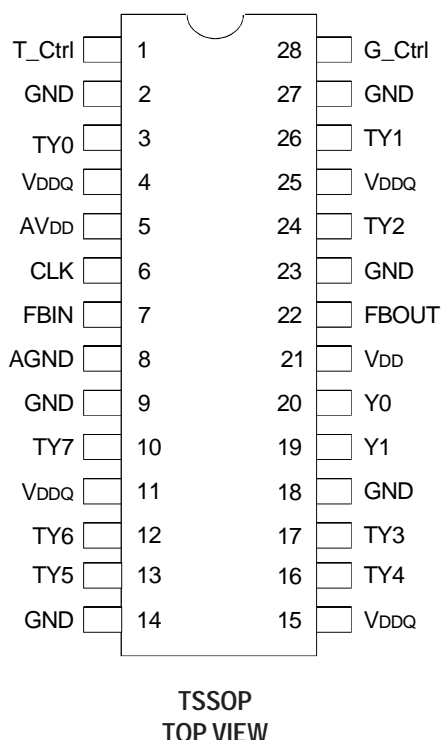 T_Ctrl 1 28 G_Ctrl
GND 2 27 GND
TY0 3 26 TY1
VDDQ 4 25 VDDQ
AVDD 5 24 TY2
CLK 6 23 GND
FBIN 7 22 FBOUT
AGND 8 21 VDD
GND 9 20 Y0
TY7 10 19 Y1
VDDQ 11 18 GND
TY6 12 17 TY3
TY5 13 16 TY4
GND 14 15 VDDQ
TSSOP
TOP VIEW